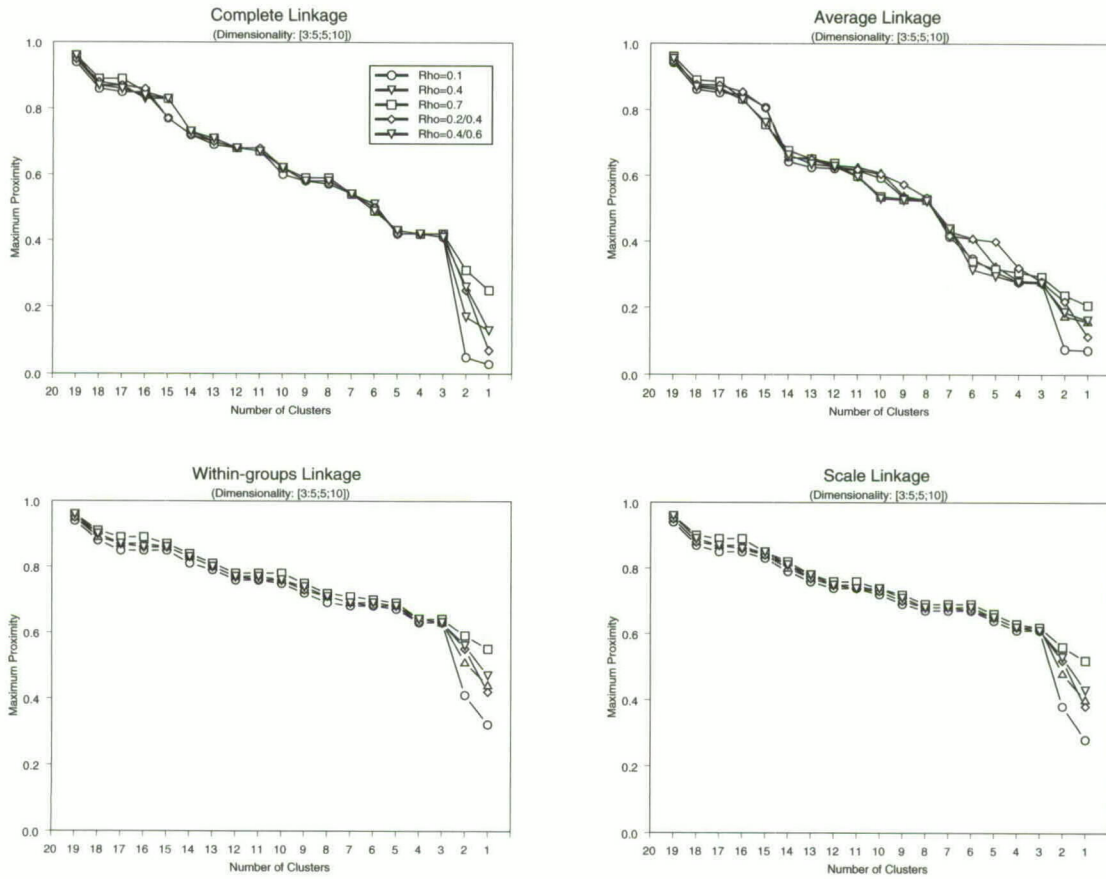 Complete Linkage
(Dimensionality: [3:5;5;10])
Maximum Proximity
1.0
0.8
0.6
0.4
0.2
0.0
Rho=0.1
Rho=0.4
Rho=0.7
Rho=0.2/0.4
Rho=0.4/0.6
20 19 18 17 16 15 14 13 12 11 10 9 8 7 6 5 4 3 2 1
Number of Clusters
Average Linkage
(Dimensionality: [3:5;5;10])
Maximum Proximity
1.0
0.8
0.6
0.4
0.2
0.0
20 19 18 17 16 15 14 13 12 11 10 9 8 7 6 5 4 3 2 1
Number of Clusters
Within-groups Linkage
(Dimensionality: [3:5;5;10])
Maximum Proximity
1.0
0.8
0.6
0.4
0.2
0.0
20 19 18 17 16 15 14 13 12 11 10 9 8 7 6 5 4 3 2 1
Number of Clusters
Scale Linkage
(Dimensionality: [3:5;5;10])
Maximum Proximity
1.0
0.8
0.6
0.4
0.2
0.0
20 19 18 17 16 15 14 13 12 11 10 9 8 7 6 5 4 3 2 1
Number of Clusters